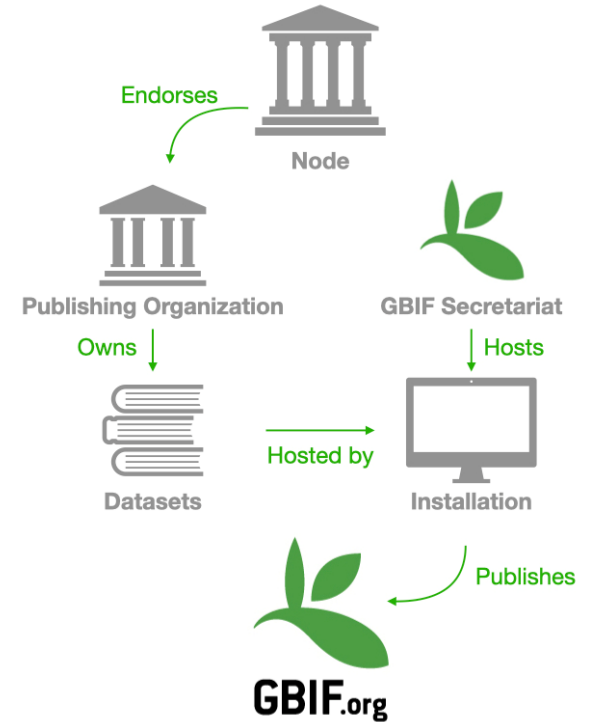 Endorses
Node
Publishing Organization
GBIF Secretariat
Owns
Hosts
Hosted by
Datasets
Installation
Publishes
GBIF.org